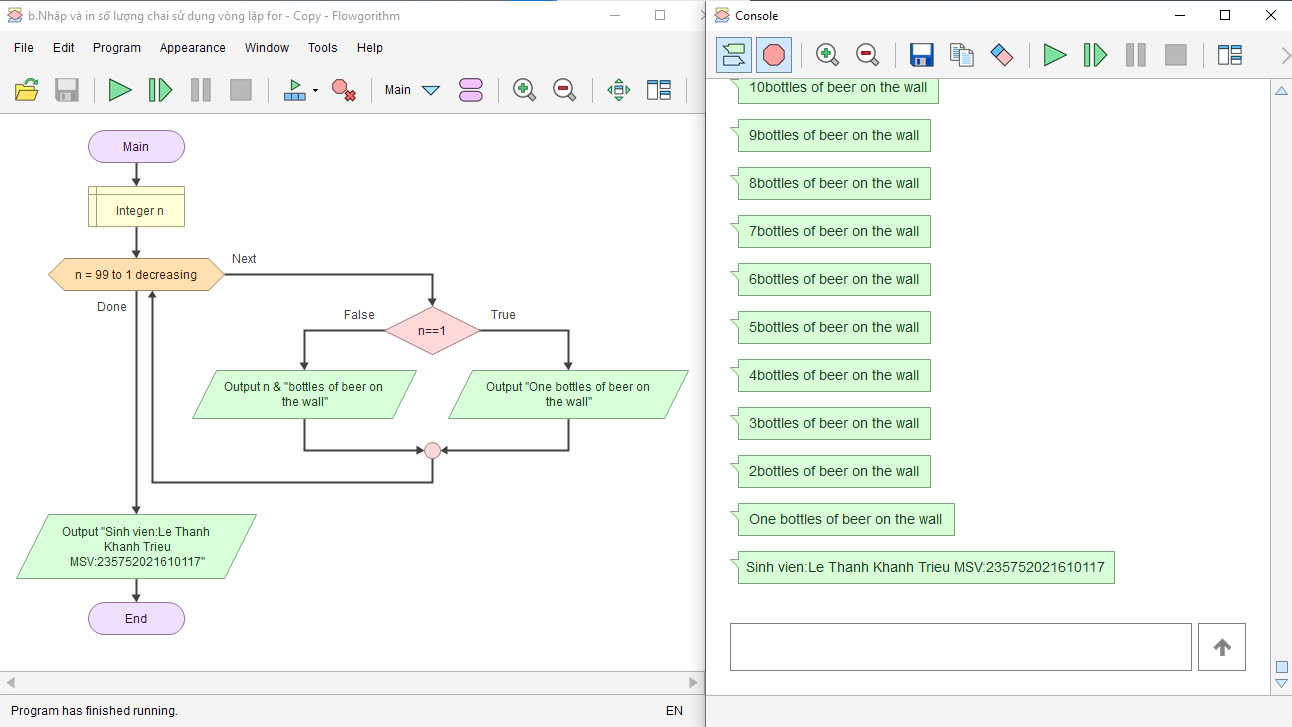 b.Nhập và in số lượng chai sử dụng vòng lặp for - Copy - Flowgorithm
File Edit Program Appearance Window Tools Help
Main
Main
Integer n
n = 99 to 1 decreasing
Next
Done
False
True
n==1
Output n & "bottles of beer on
the wall"
Output "One bottles of beer on
the wall"
Output "Sinh vien:Le Thanh
Khanh Trieu
MSV:235752021610117"
End
Program has finished running.
EN
Console
10bottles of beer on the wall
9bottles of beer on the wall
8bottles of beer on the wall
7bottles of beer on the wall
6bottles of beer on the wall
5bottles of beer on the wall
4bottles of beer on the wall
3bottles of beer on the wall
2bottles of beer on the wall
One bottles of beer on the wall
Sinh vien:Le Thanh Khanh Trieu MSV:235752021610117